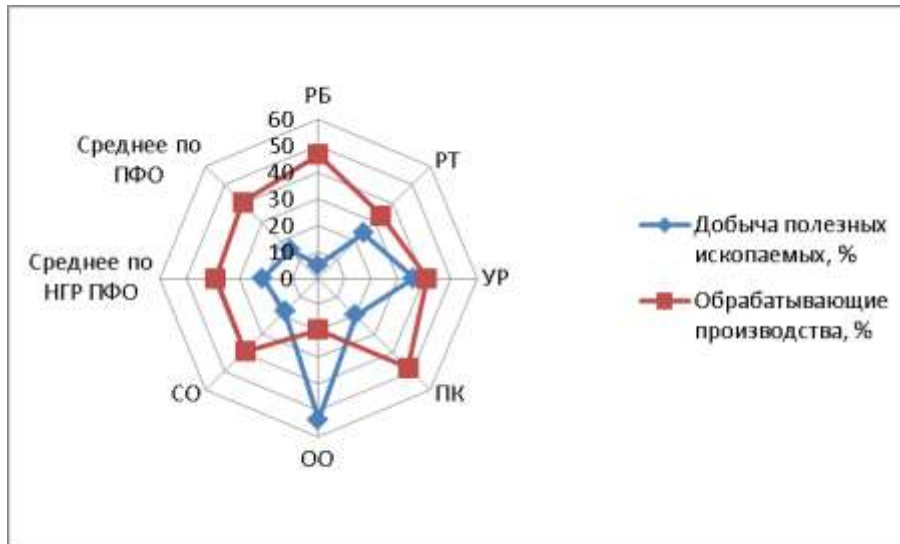 РБ
60
50
40
30
20
10
0
РТ
УР
ПК
ОО
СО
Среднее по
НГР ПФО
Среднее по
ПФО
Добыча полезных
ископаемых, %
Обрабатывающие
производства, %